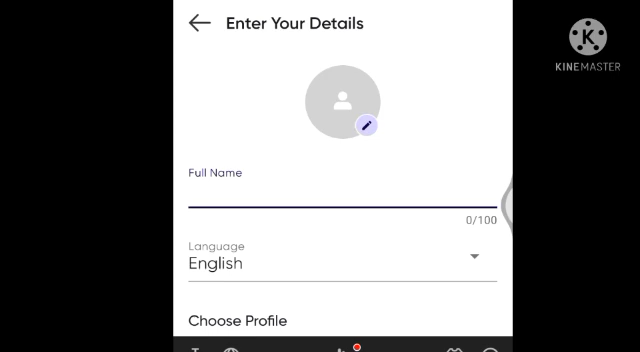 Enter Your Details
K
KINEMASTER
Full Name
0/100
Language
English
Choose Profile